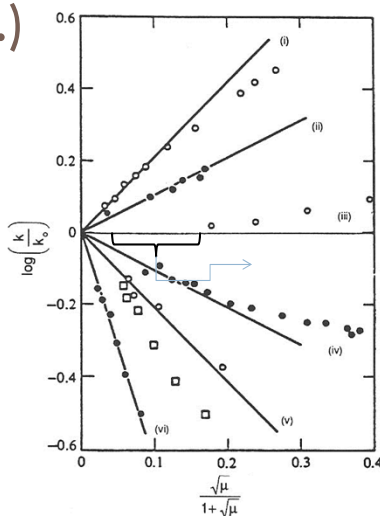 .)
0.6
0.4
0.2
0
-0.2
-0.4
-0.6
log(k/k₀)
(i)
(ii)
(iii)
(iv)
(v)
(vi)
0 0.1 0.2 0.3 0.4
√μ
1 + √μ